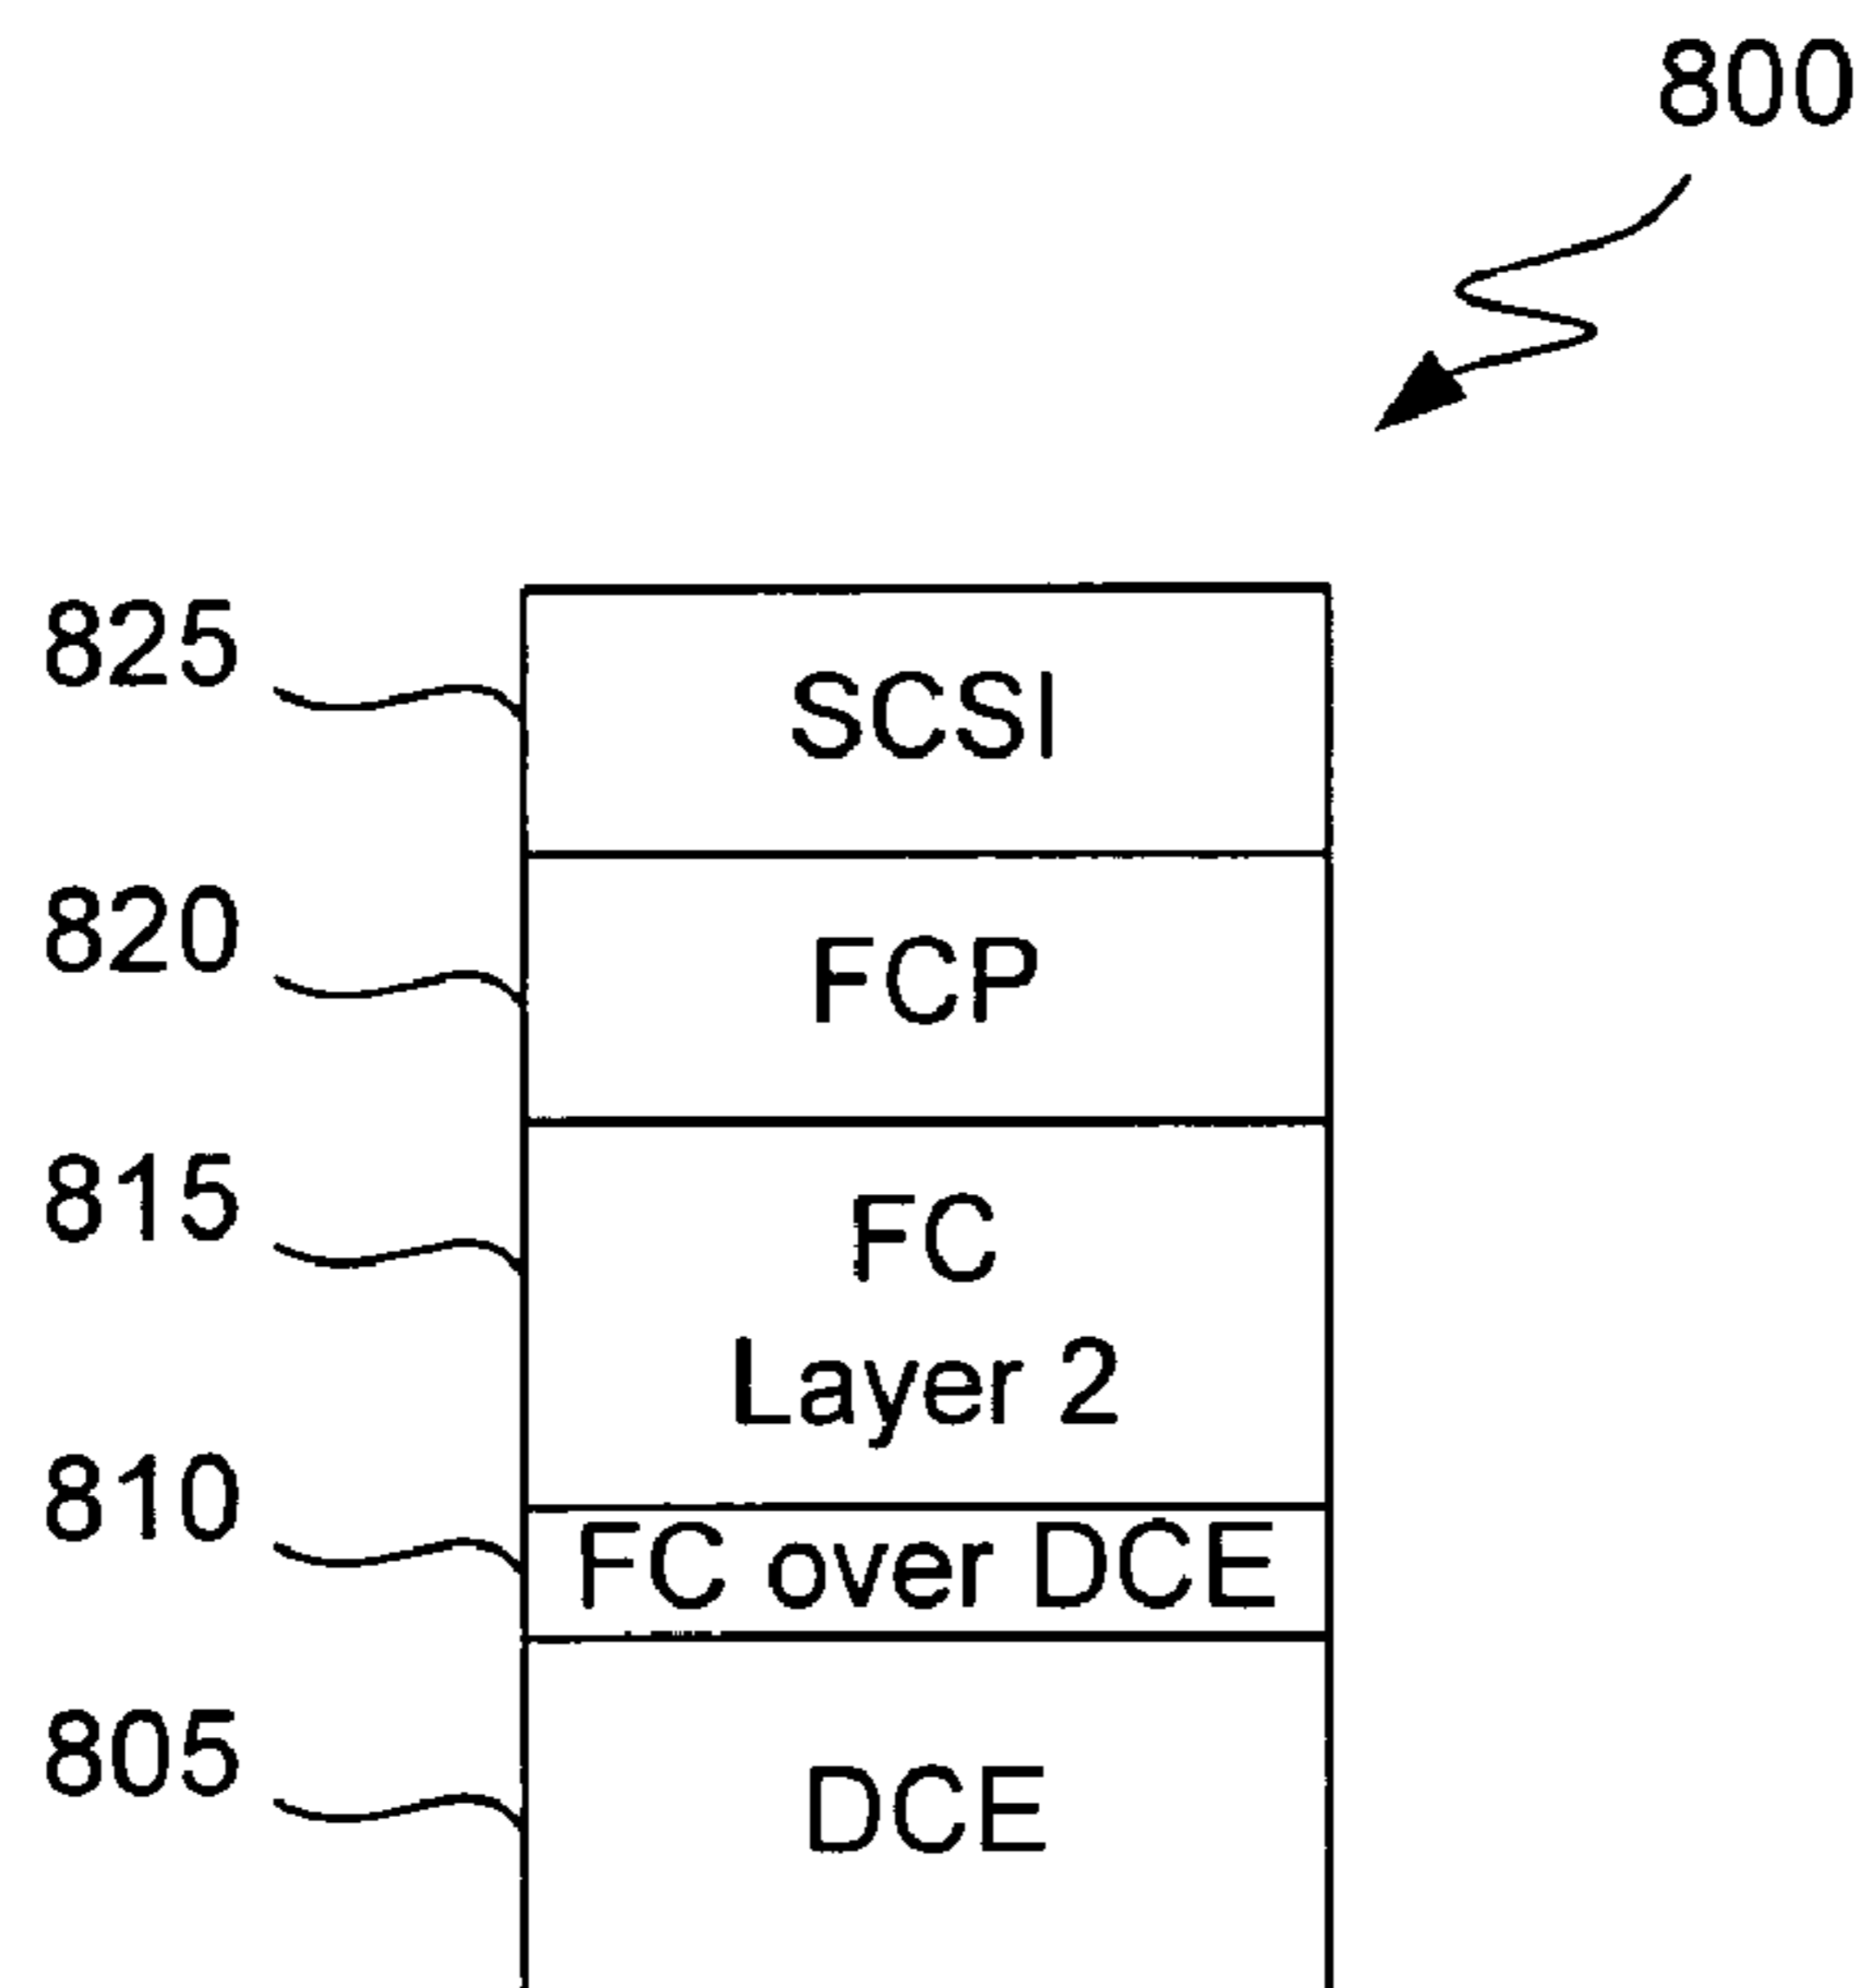 800
825
SCSI
820
FCP
815
FC
Layer 2
810
FC over DCE
805
DCE